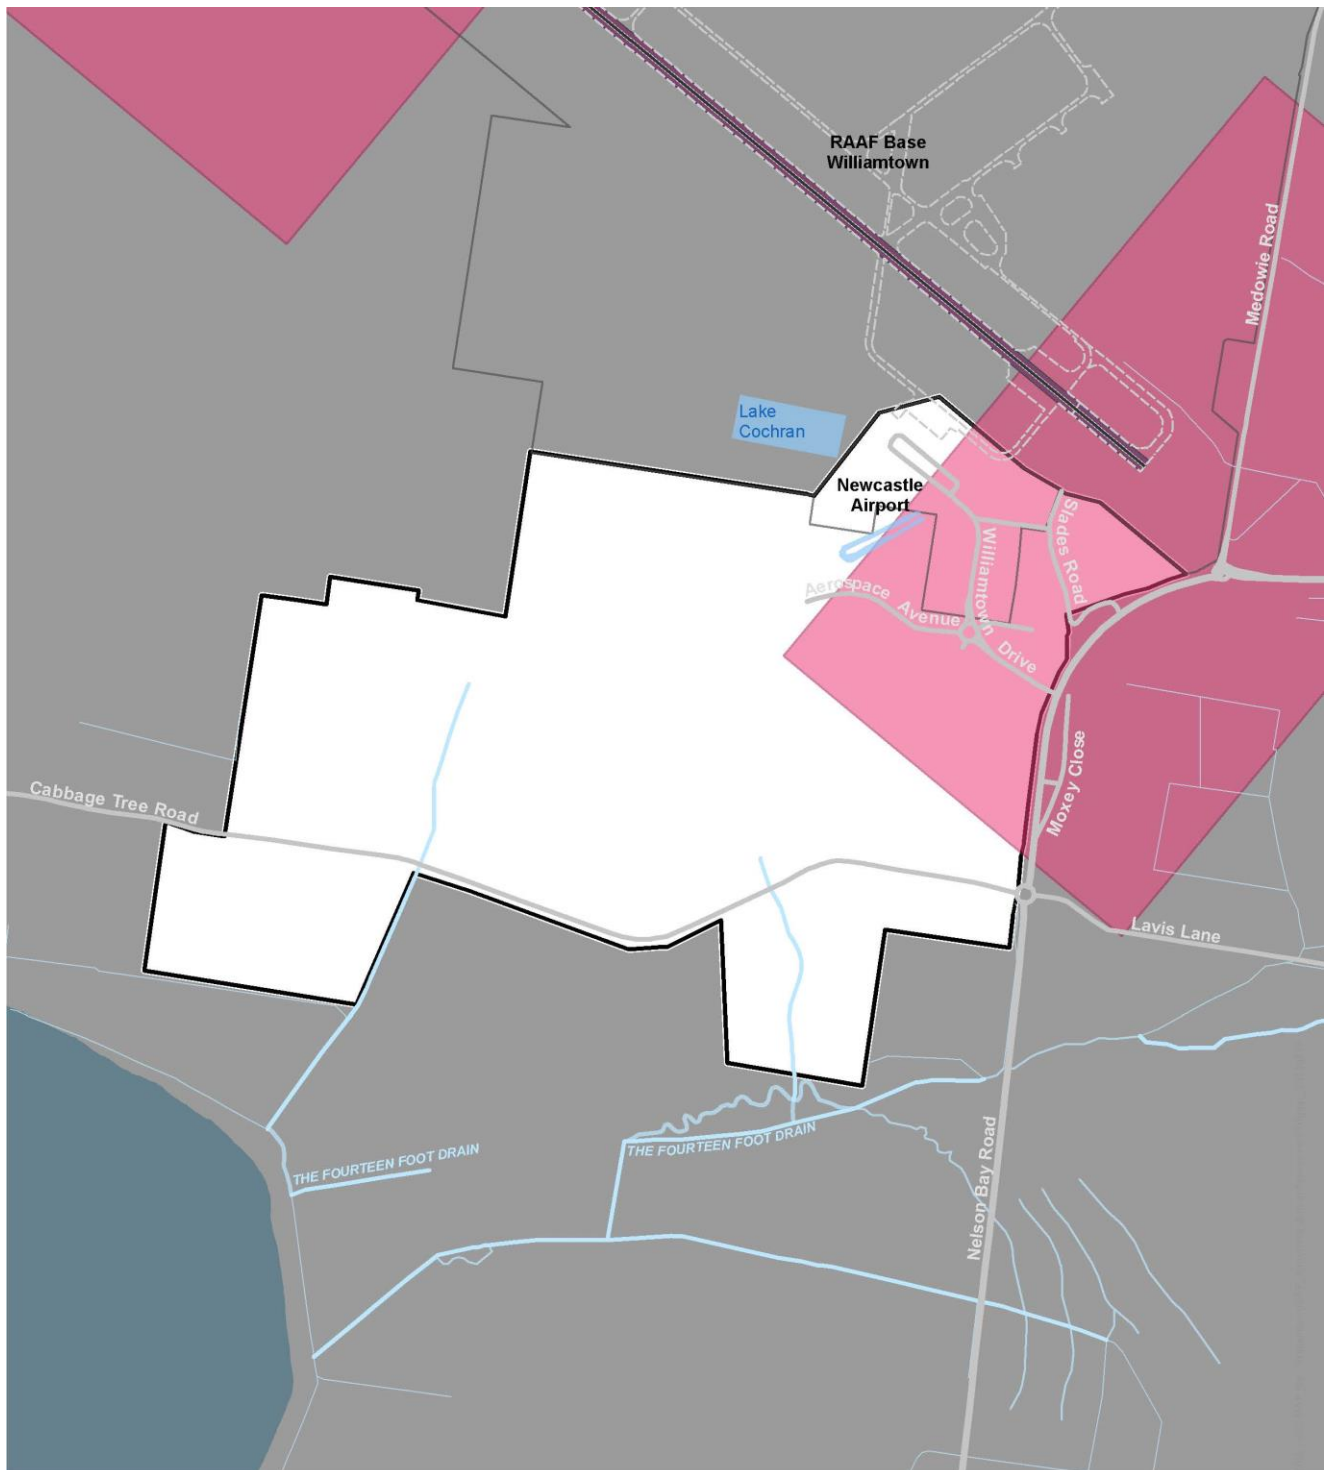 RAAF Base
Williamtown
Medowie Road
Lake
Cochran
Newcastle
Airport
Slades Road
Williamtown Drive
Aerospace Avenue
Moxey Close
Cabbage Tree Road
Lavis Lane
THE FOURTEEN FOOT DRAIN
THE FOURTEEN FOOT DRAIN
Nelson Bay Road